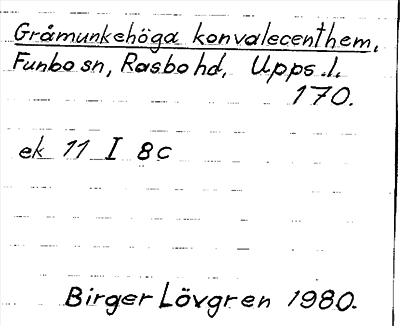 Gråmunkehöga konvalecenthem,
Funbo sn, Rasbo hd, Upps. l.
170.
ek 11 I 8c
Birger Lövgren 1980.